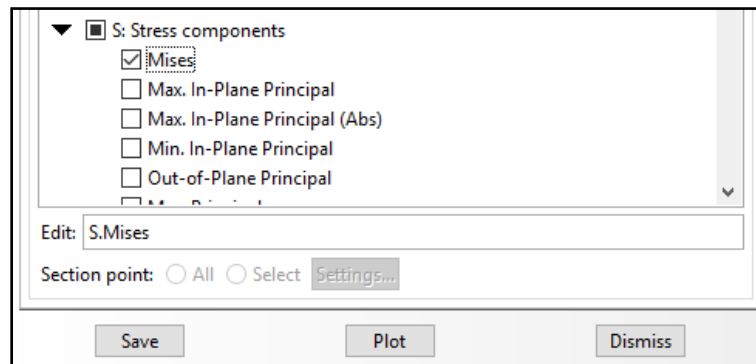 S: Stress components
Mises
Max. In-Plane Principal
Max. In-Plane Principal (Abs)
Min. In-Plane Principal
Out-of-Plane Principal
Edit: S.Mises
Section point: All Select Settings...
Save Plot Dismiss